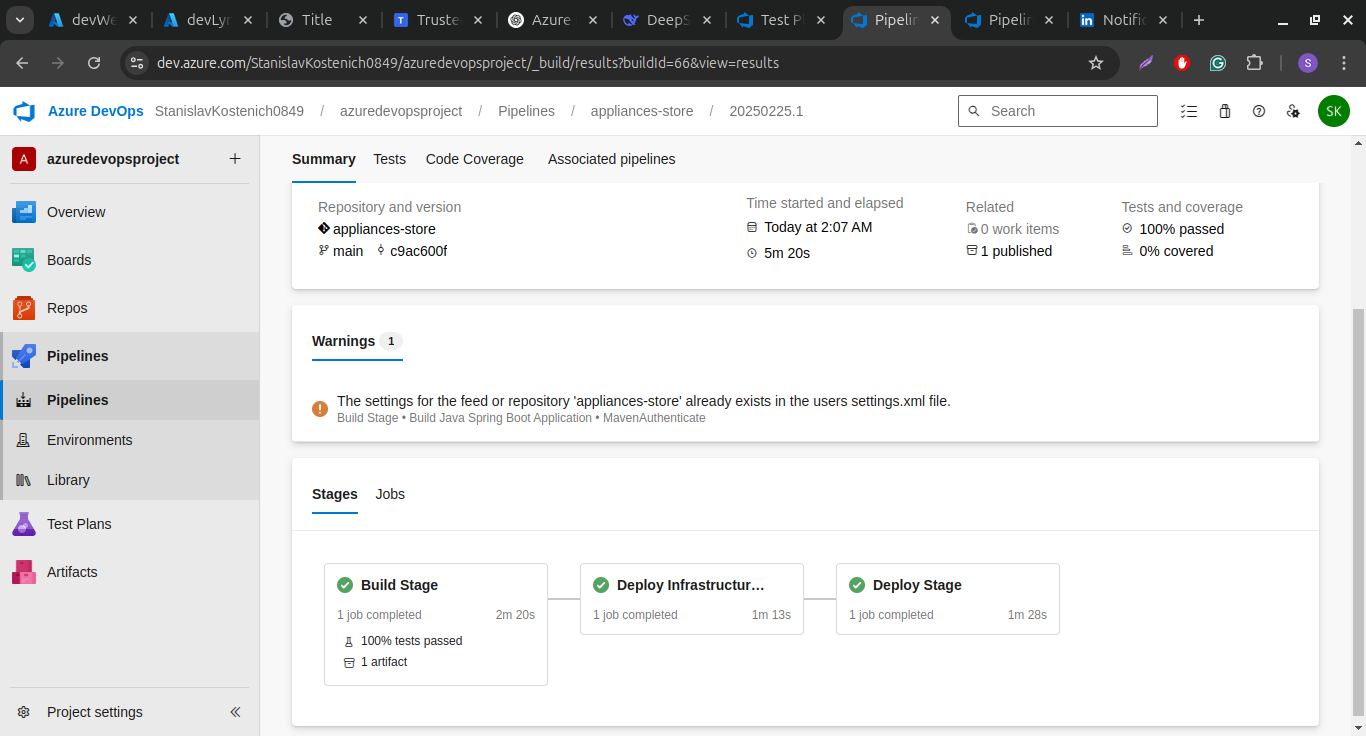 devWe
devLyr
Title
Truste
Azure
DeepS
Test P
Pipelin
Pipelin
Notific
dev.azure.com/StanislavKostenich0849/azuredevopsproject/_build/results?buildId=66&view=results
S
Azure DevOps StanislavKostenich0849 / azuredevopsproject / Pipelines / appliances-store / 20250225.1
Search
SK
A azuredevopsproject
Overview
Boards
Repos
Pipelines
Pipelines
Environments
Library
Test Plans
Artifacts
Project settings
Summary Tests Code Coverage Associated pipelines
Repository and version
appliances-store
main c9ac600f
Time started and elapsed
Today at 2:07 AM
5m 20s
Related
0 work items
1 published
Tests and coverage
100% passed
0% covered
Warnings 1
The settings for the feed or repository 'appliances-store' already exists in the users settings.xml file.
Build Stage • Build Java Spring Boot Application • MavenAuthenticate
Stages Jobs
Build Stage
1 job completed 2m 20s
100% tests passed
1 artifact
Deploy Infrastructur...
1 job completed 1m 13s
Deploy Stage
1 job completed 1m 28s